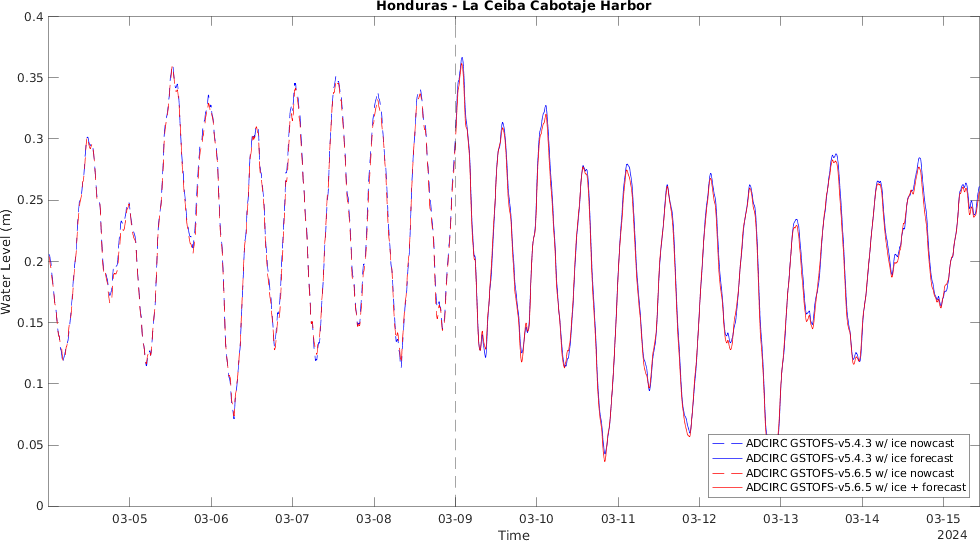 Honduras - La Ceiba Cabotaje Harbor
0.4
0.35
0.3
0.25
0.2
0.15
0.1
0.05
0
Water Level (m)
ADCIRC GSTOFS-v5.4.3 w/ ice nowcast
ADCIRC GSTOFS-v5.4.3 w/ ice forecast
ADCIRC GSTOFS-v5.6.5 w/ ice nowcast
ADCIRC GSTOFS-v5.6.5 w/ ice + forecast
03-05 03-06 03-07 03-08 03-09 03-10 03-11 03-12 03-13 03-14 03-15
Time
2024